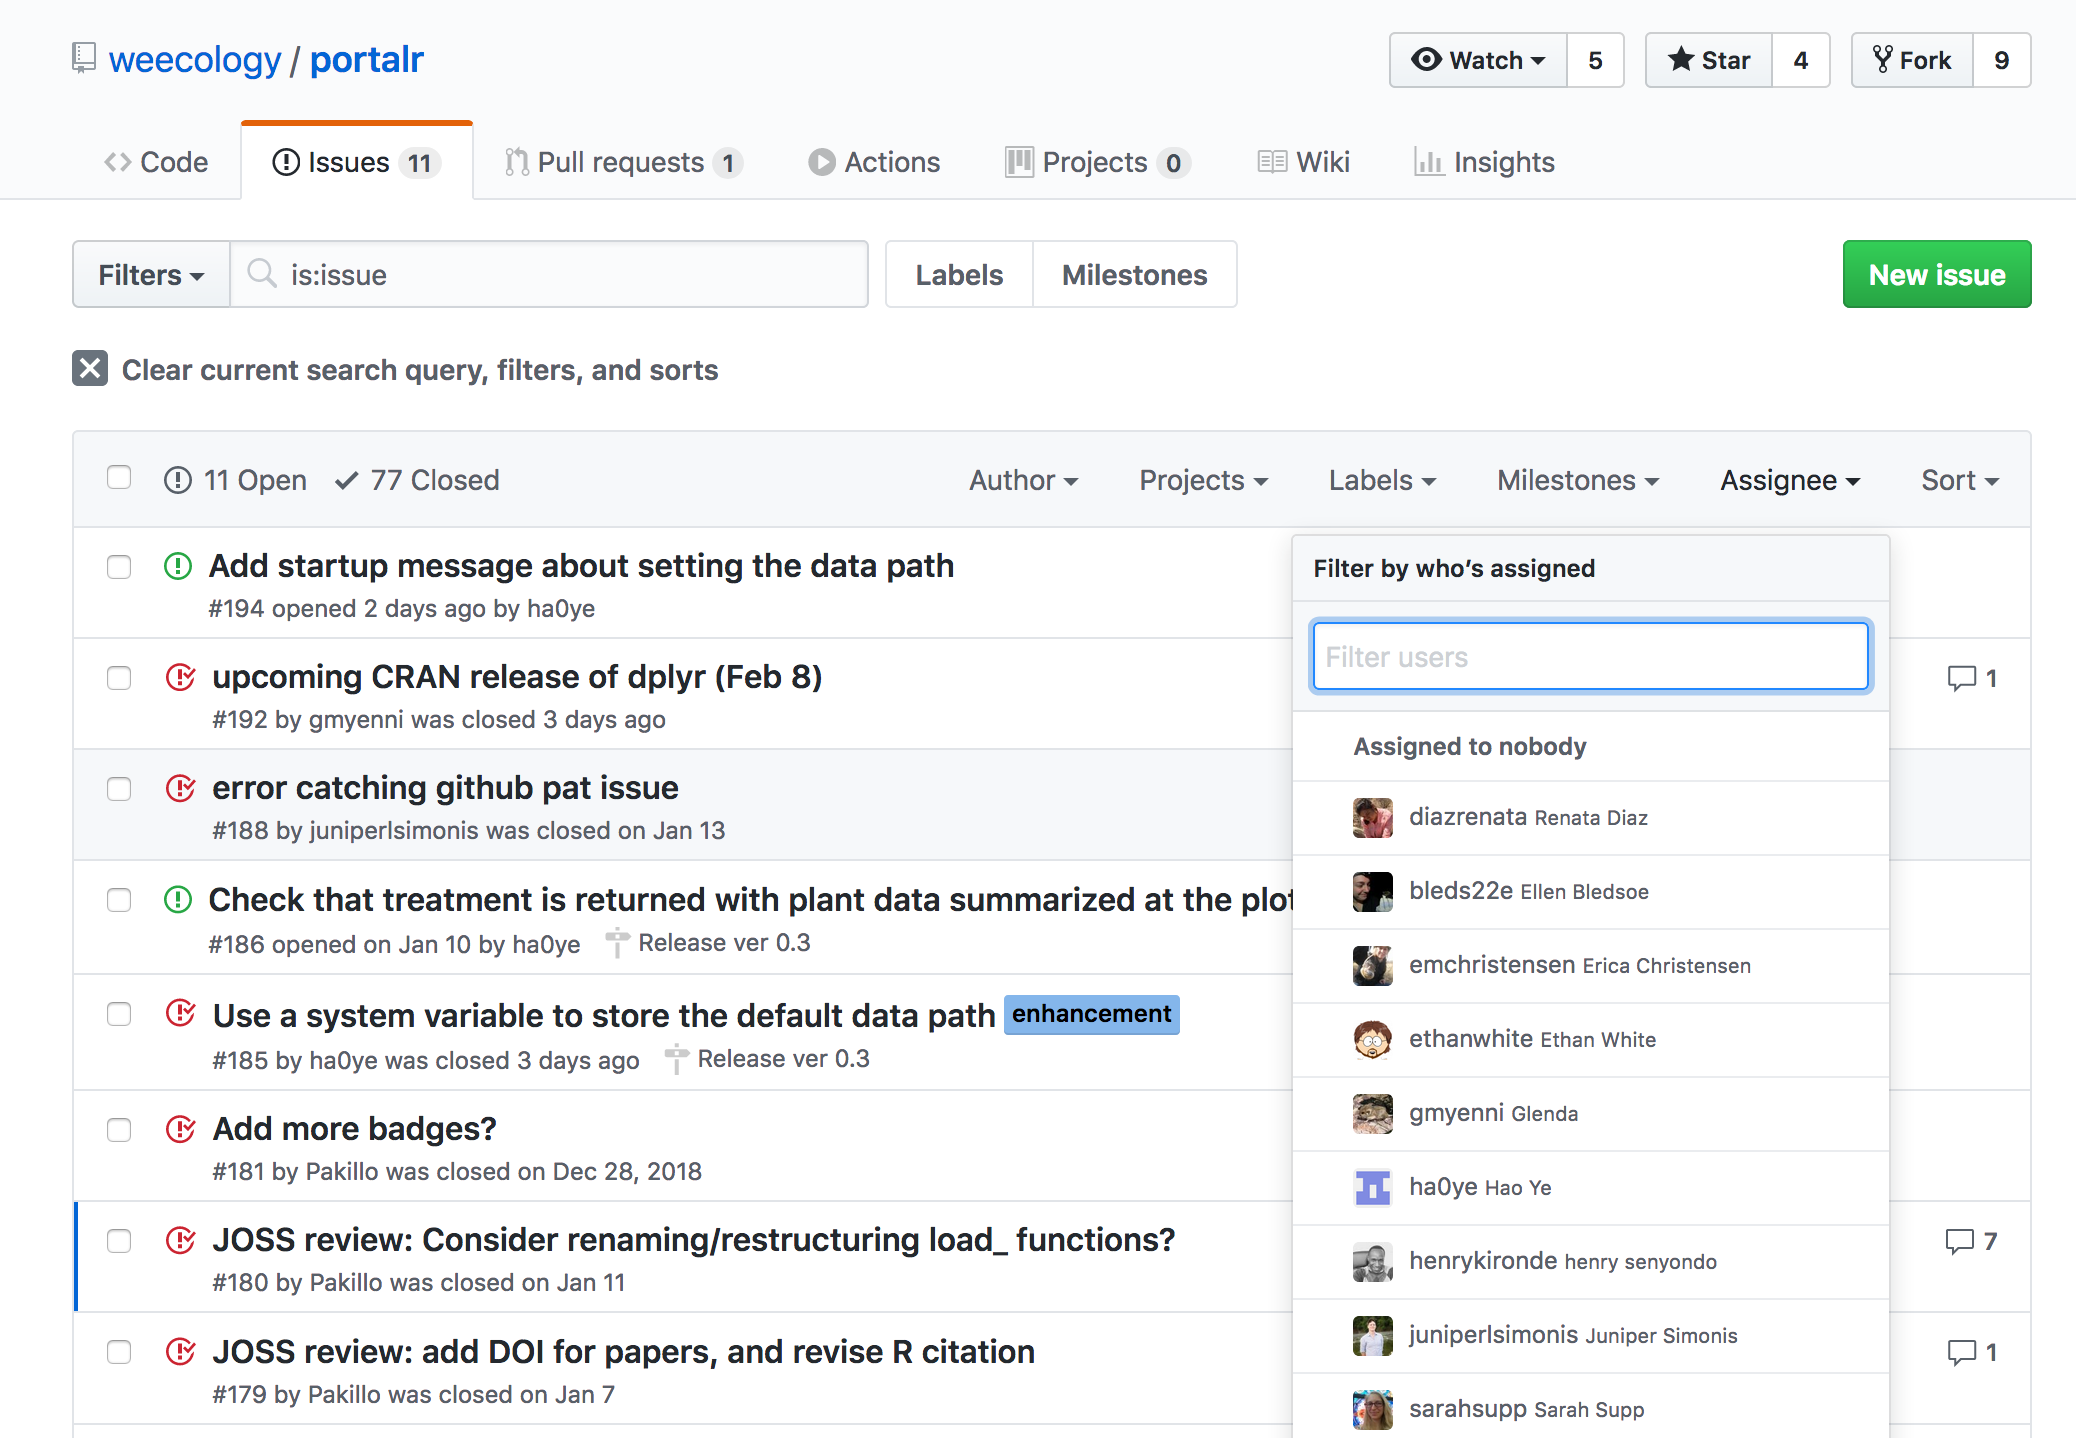 weecology / portalr
Watch 5 Star 4 Fork 9
Code Issues 11 Pull requests 1 Actions Projects 0 Wiki Insights
Filters is:issue Labels Milestones New issue
Clear current search query, filters, and sorts
11 Open 77 Closed Author Projects Labels Milestones Assignee Sort
Add startup message about setting the data path
#194 opened 2 days ago by ha0ye
upcoming CRAN release of dplyr (Feb 8)
1
#192 by gmyenni was closed 3 days ago
error catching github pat issue
#188 by juniperlsimonis was closed on Jan 13
Check that treatment is returned with plant data summarized at the plot
#186 opened on Jan 10 by ha0ye Release ver 0.3
Use a system variable to store the default data path enhancement
#185 by ha0ye was closed 3 days ago Release ver 0.3
Add more badges?
#181 by Pakillo was closed on Dec 28, 2018
JOSS review: Consider renaming/restructuring load_ functions?
7
#180 by Pakillo was closed on Jan 11
JOSS review: add DOI for papers, and revise R citation
1
#179 by Pakillo was closed on Jan 7
Filter by who's assigned
Filter users
Assigned to nobody
diazrenata Renata Diaz
bleds22e Ellen Bledsoe
emchristensen Erica Christensen
ethanwhite Ethan White
gmyenni Glenda
ha0ye Hao Ye
henrykironde henry senyondo
juniperlsimonis Juniper Simonis
sarahsupp Sarah Supp